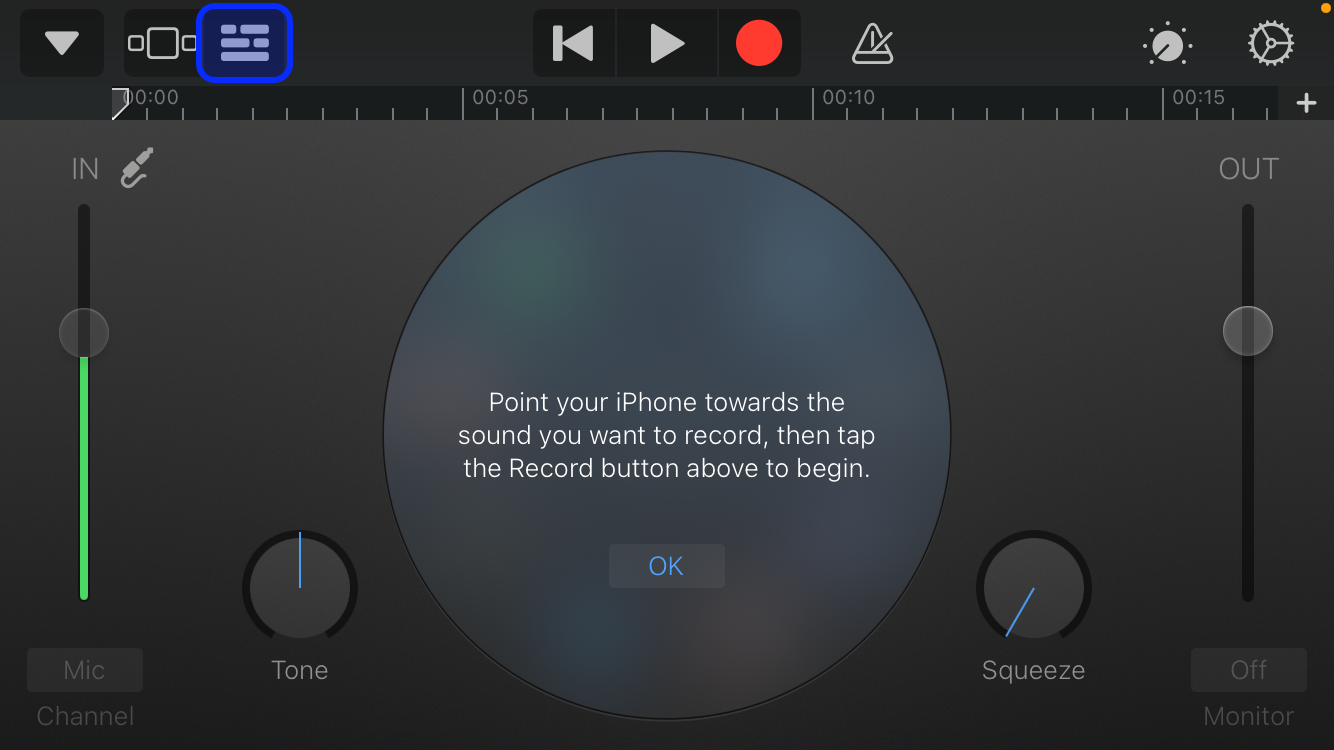 00:00
00:05
00:10
00:15
IN
OUT
Point your iPhone towards the
sound you want to record, then tap
the Record button above to begin.
OK
Tone
Squeeze
Mic
Off
Channel
Monitor